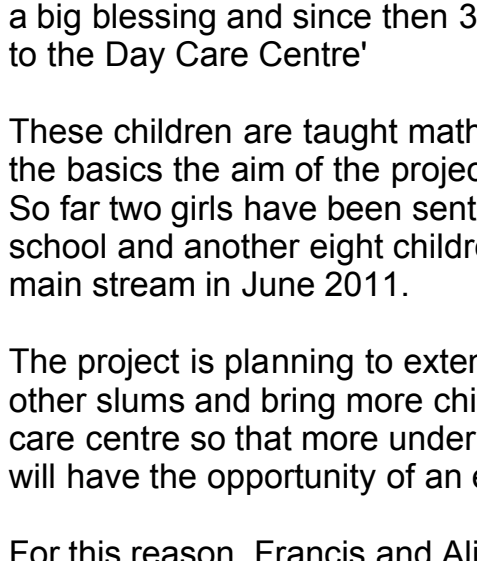 a big blessing and since then 3
to the Day Care Centre'
These children are taught math
the basics the aim of the projec
So far two girls have been sent
school and another eight childre
main stream in June 2011.
The project is planning to exter
other slums and bring more chi
care centre so that more under
will have the opportunity of an e
For this reason, Francis and Ali